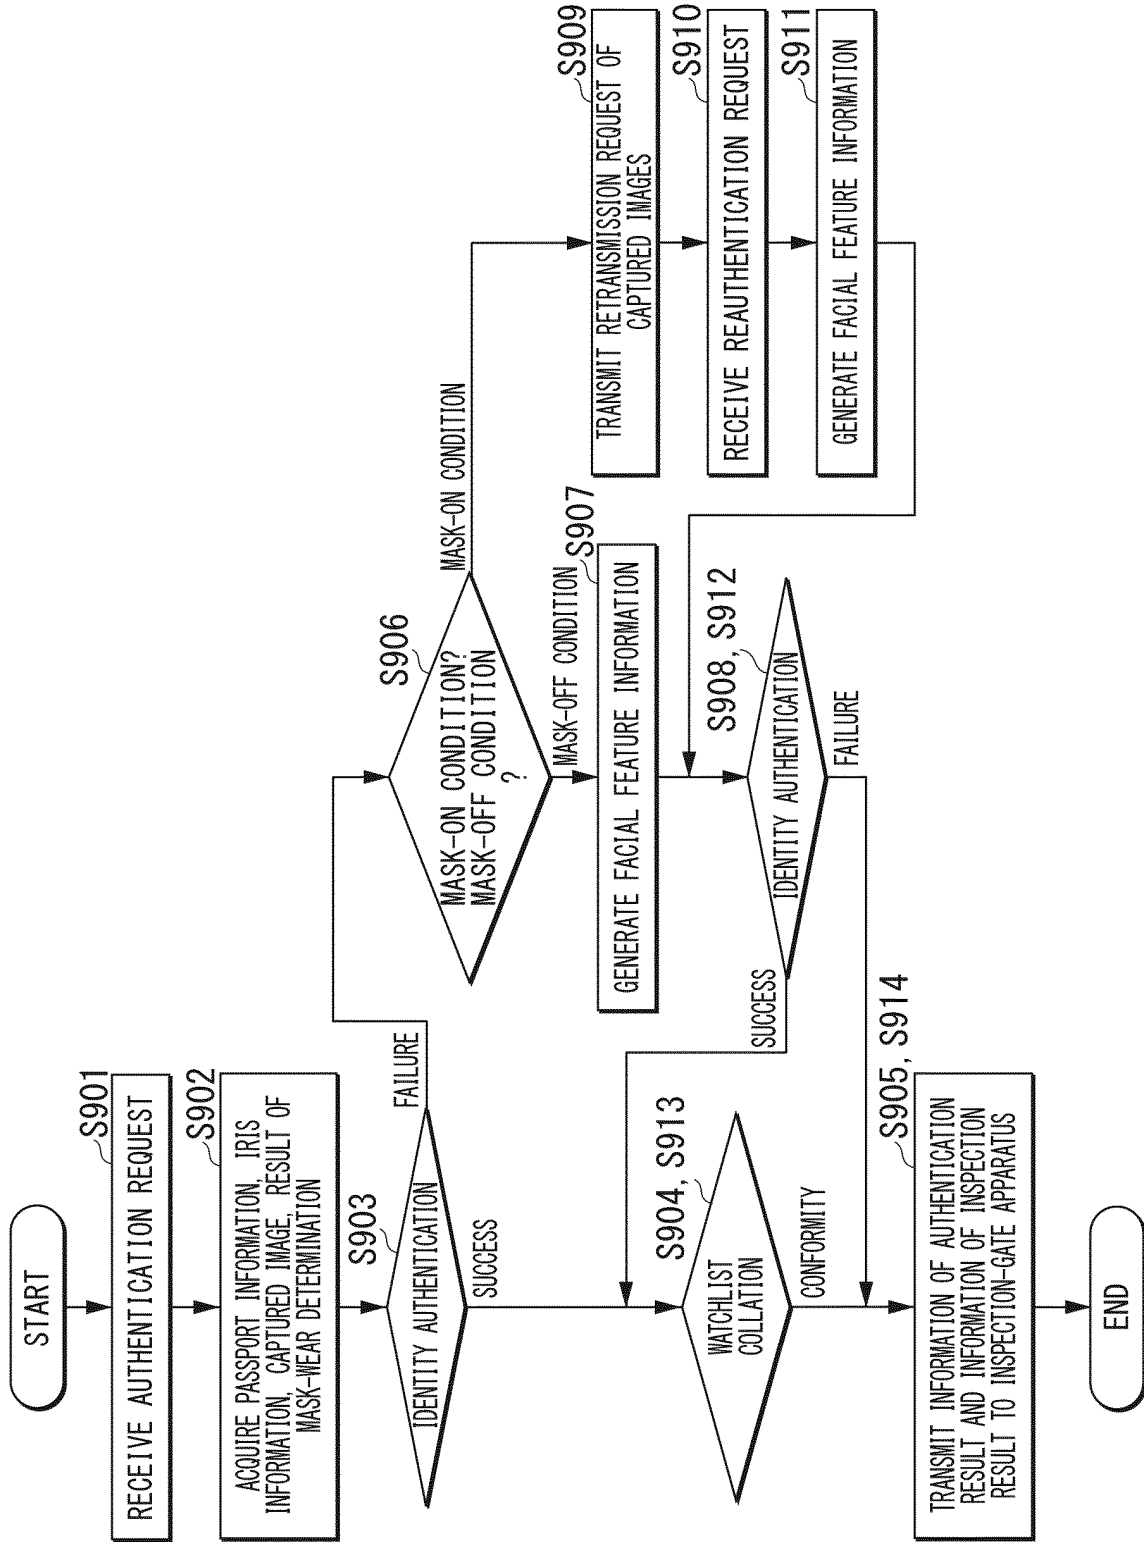 START
S901
RECEIVE AUTHENTICATION REQUEST
S902
ACQUIRE PASSPORT INFORMATION, IRIS
INFORMATION, CAPTURED IMAGE, RESULT OF
MASK-WEAR DETERMINATION
S903
IDENTITY AUTHENTICATION
FAILURE
SUCCESS
S904, S913
WATCHLIST
COLLATION
CONFORMITY
S905, S914
TRANSMIT INFORMATION OF AUTHENTICATION
RESULT AND INFORMATION OF INSPECTION
RESULT TO INSPECTION-GATE APPARATUS
END
S906
MASK-ON CONDITION?
MASK-OFF CONDITION
?
MASK-ON CONDITION
MASK-OFF CONDITION
S907
GENERATE FACIAL FEATURE INFORMATION
S908, S912
IDENTITY AUTHENTICATION
SUCCESS
FAILURE
S909
TRANSMIT RETRANSMISSION REQUEST OF
CAPTURED IMAGES
S910
RECEIVE REAUTHENTICATION REQUEST
S911
GENERATE FACIAL FEATURE INFORMATION